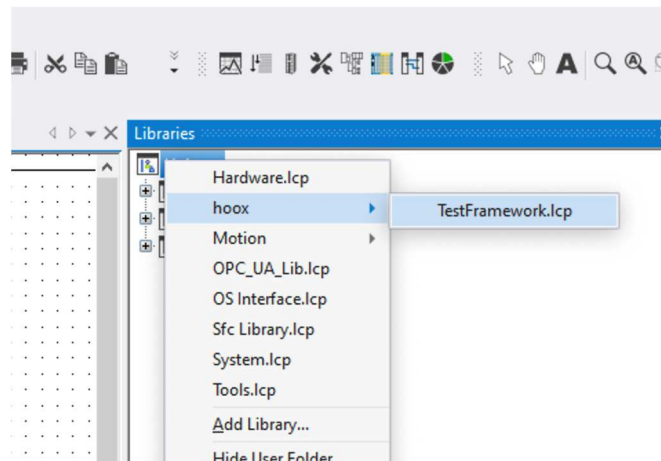 Libraries
Hardware.lcp
hoox
TestFramework.lcp
Motion
OPC_UA_Lib.lcp
OS Interface.lcp
Sfc Library.lcp
System.lcp
Tools.lcp
Add Library...
Hide User Folder